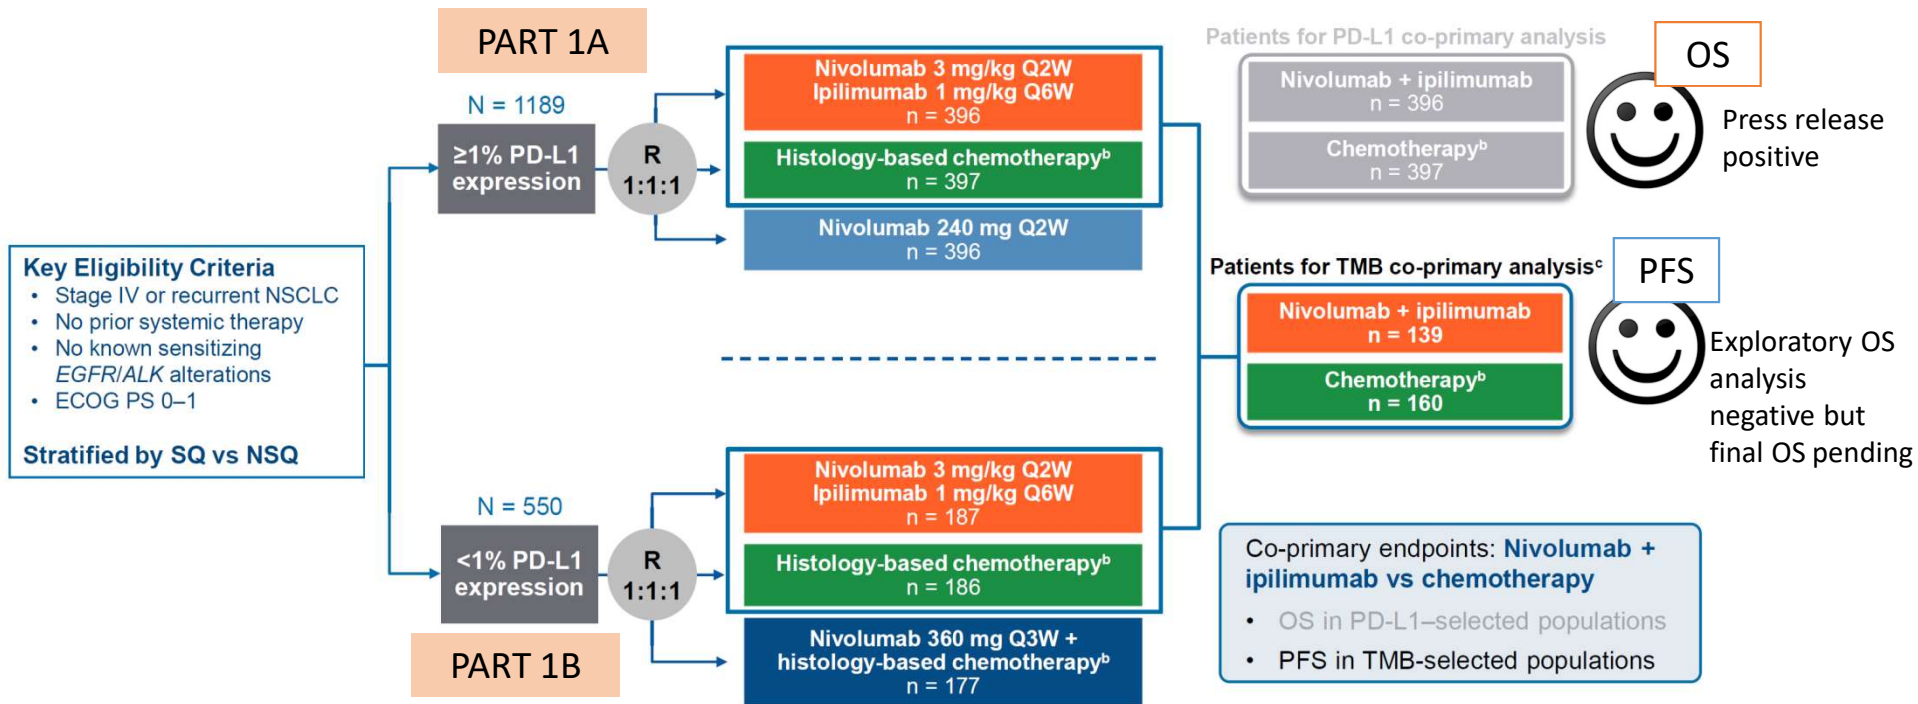 PART 1A
N = 1189
≥1% PD-L1
expression
R
1:1:1
Nivolumab 3 mg/kg Q2W
Ipilimumab 1 mg/kg Q6W
n = 396
Histology-based chemotherapyᵇ
n = 397
Nivolumab 240 mg Q2W
n = 396
Patients for PD-L1 co-primary analysis
Nivolumab + ipilimumab
n = 396
Chemotherapyᵇ
n = 397
OS
Press release
positive
Key Eligibility Criteria
• Stage IV or recurrent NSCLC
• No prior systemic therapy
• No known sensitizing
EGFR/ALK alterations
• ECOG PS 0–1
Stratified by SQ vs NSQ
Patients for TMB co-primary analysisᶜ
Nivolumab + ipilimumab
n = 139
Chemotherapyᵇ
n = 160
PFS
Exploratory OS
analysis
negative but
final OS pending
N = 550
<1% PD-L1
expression
R
1:1:1
PART 1B
Nivolumab 3 mg/kg Q2W
Ipilimumab 1 mg/kg Q6W
n = 187
Histology-based chemotherapyᵇ
n = 186
Nivolumab 360 mg Q3W +
histology-based chemotherapyᵇ
n = 177
Co-primary endpoints: Nivolumab +
ipilimumab vs chemotherapy
• OS in PD-L1–selected populations
• PFS in TMB-selected populations